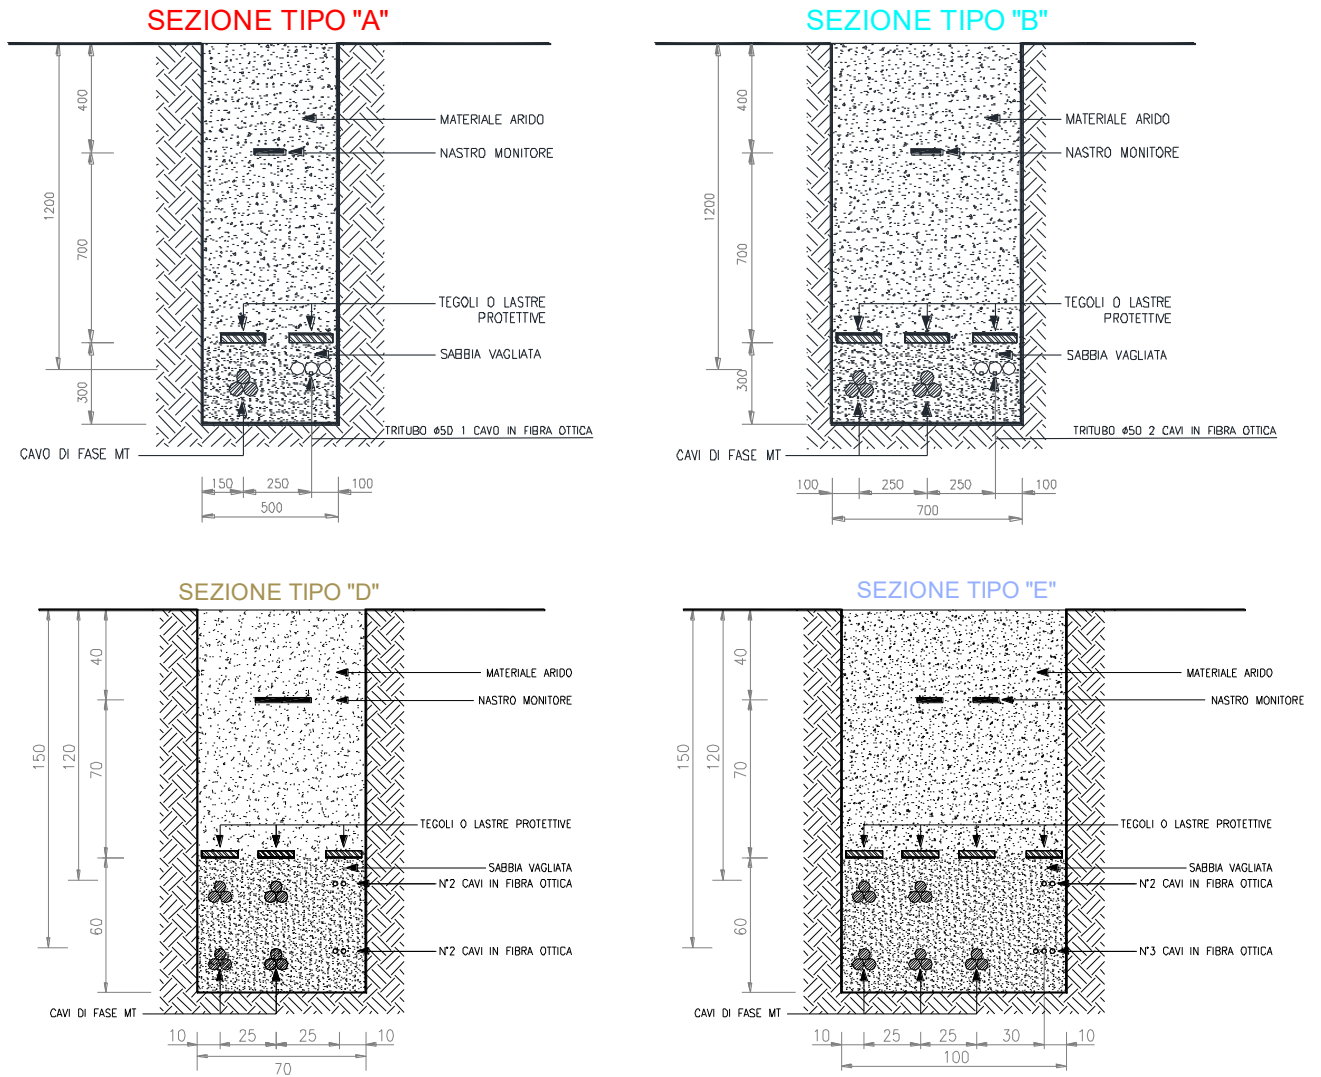 SEZIONE TIPO "A"
400
1200
700
300
MATERIALE ARIDO
NASTRO MONITORE
TEGOLI O LASTRE
PROTETTIVE
SABBIA VAGLIATA
TRITUBO ø50 1 CAVO IN FIBRA OTTICA
CAVO DI FASE MT
150 250 100
500
SEZIONE TIPO "B"
400
1200
700
300
MATERIALE ARIDO
NASTRO MONITORE
TEGOLI O LASTRE
PROTETTIVE
SABBIA VAGLIATA
TRITUBO ø50 2 CAVI IN FIBRA OTTICA
CAVI DI FASE MT
100 250 250 100
700
SEZIONE TIPO "D"
40
150
120
70
60
MATERIALE ARIDO
NASTRO MONITORE
TEGOLI O LASTRE PROTETTIVE
SABBIA VAGLIATA
N°2 CAVI IN FIBRA OTTICA
N°2 CAVI IN FIBRA OTTICA
CAVI DI FASE MT
10 25 25 10
70
SEZIONE TIPO "E"
40
150
120
70
60
MATERIALE ARIDO
NASTRO MONITORE
TEGOLI O LASTRE PROTETTIVE
SABBIA VAGLIATA
N°2 CAVI IN FIBRA OTTICA
N°3 CAVI IN FIBRA OTTICA
CAVI DI FASE MT
10 25 25 30 10
100